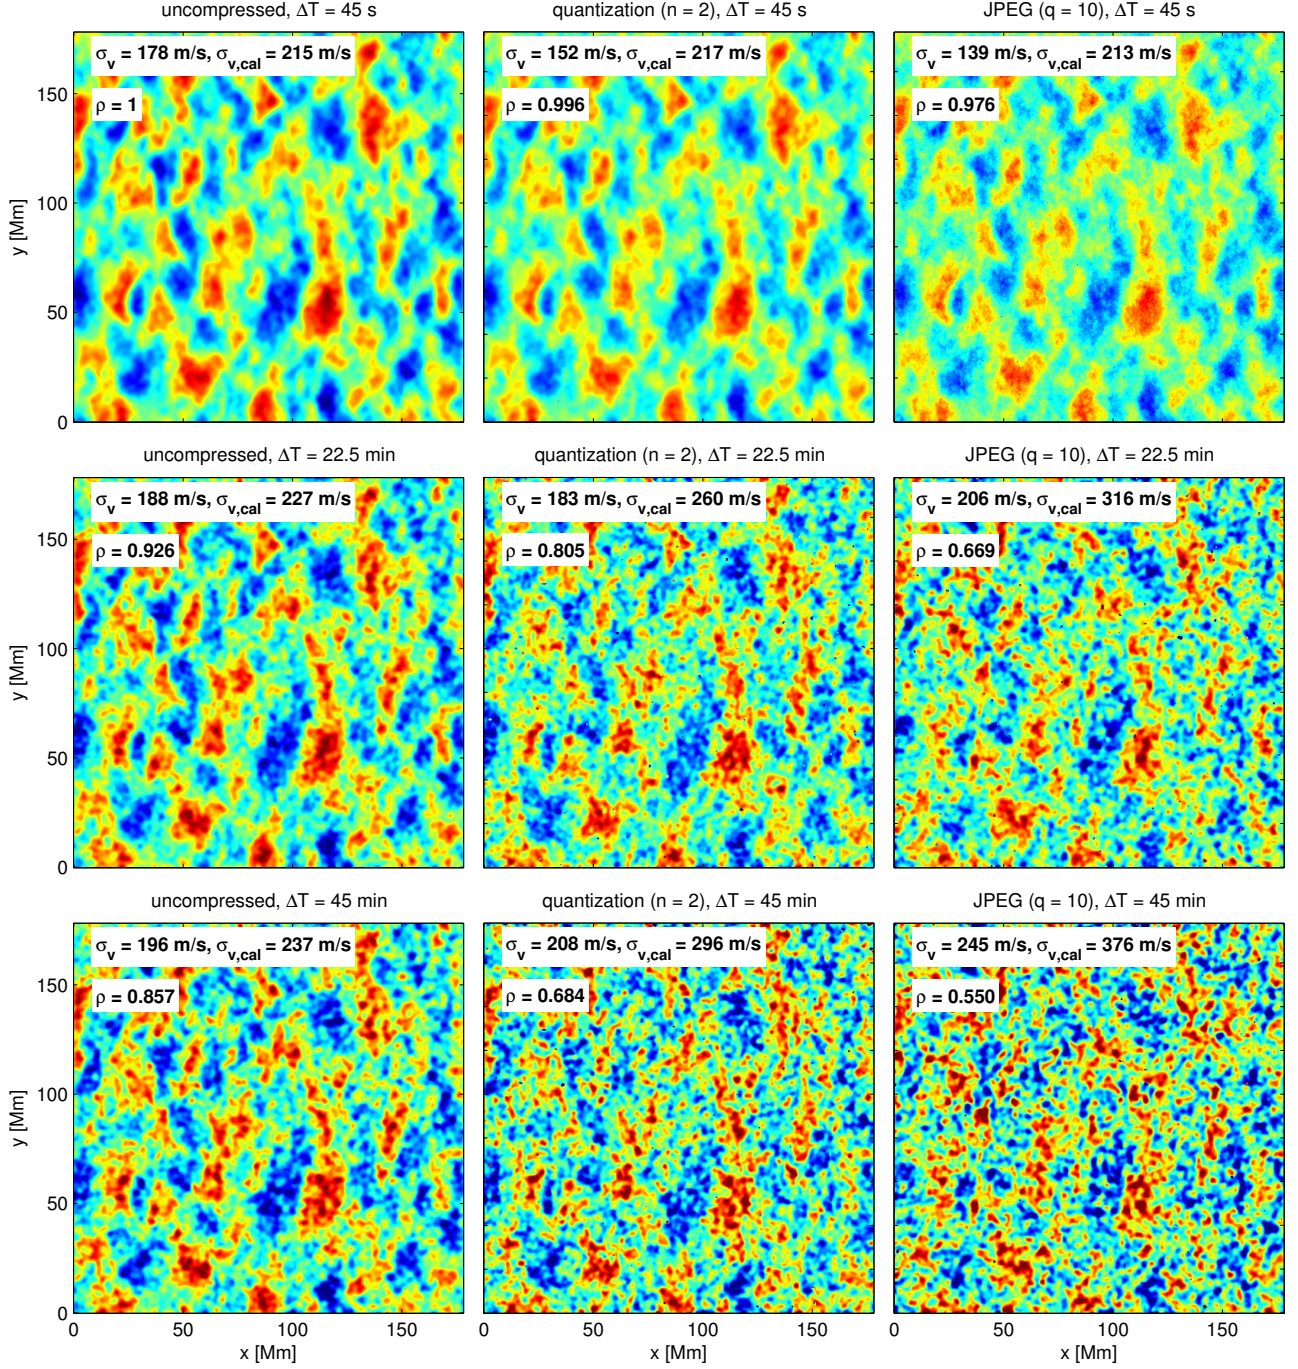 uncompressed, ΔT = 45 s
quantization (n = 2), ΔT = 45 s
JPEG (q = 10), ΔT = 45 s
σv = 178 m/s, σv,cal = 215 m/s
σv = 152 m/s, σv,cal = 217 m/s
σv = 139 m/s, σv,cal = 213 m/s
ρ = 1
ρ = 0.996
ρ = 0.976
150
100
50
0
y [Mm]
uncompressed, ΔT = 22.5 min
quantization (n = 2), ΔT = 22.5 min
JPEG (q = 10), ΔT = 22.5 min
σv = 188 m/s, σv,cal = 227 m/s
σv = 183 m/s, σv,cal = 260 m/s
σv = 206 m/s, σv,cal = 316 m/s
ρ = 0.926
ρ = 0.805
ρ = 0.669
150
100
50
0
y [Mm]
uncompressed, ΔT = 45 min
quantization (n = 2), ΔT = 45 min
JPEG (q = 10), ΔT = 45 min
σv = 196 m/s, σv,cal = 237 m/s
σv = 208 m/s, σv,cal = 296 m/s
σv = 245 m/s, σv,cal = 376 m/s
ρ = 0.857
ρ = 0.684
ρ = 0.550
150
100
50
0
y [Mm]
0 50 100 150
0 50 100 150
0 50 100 150
x [Mm]
x [Mm]
x [Mm]